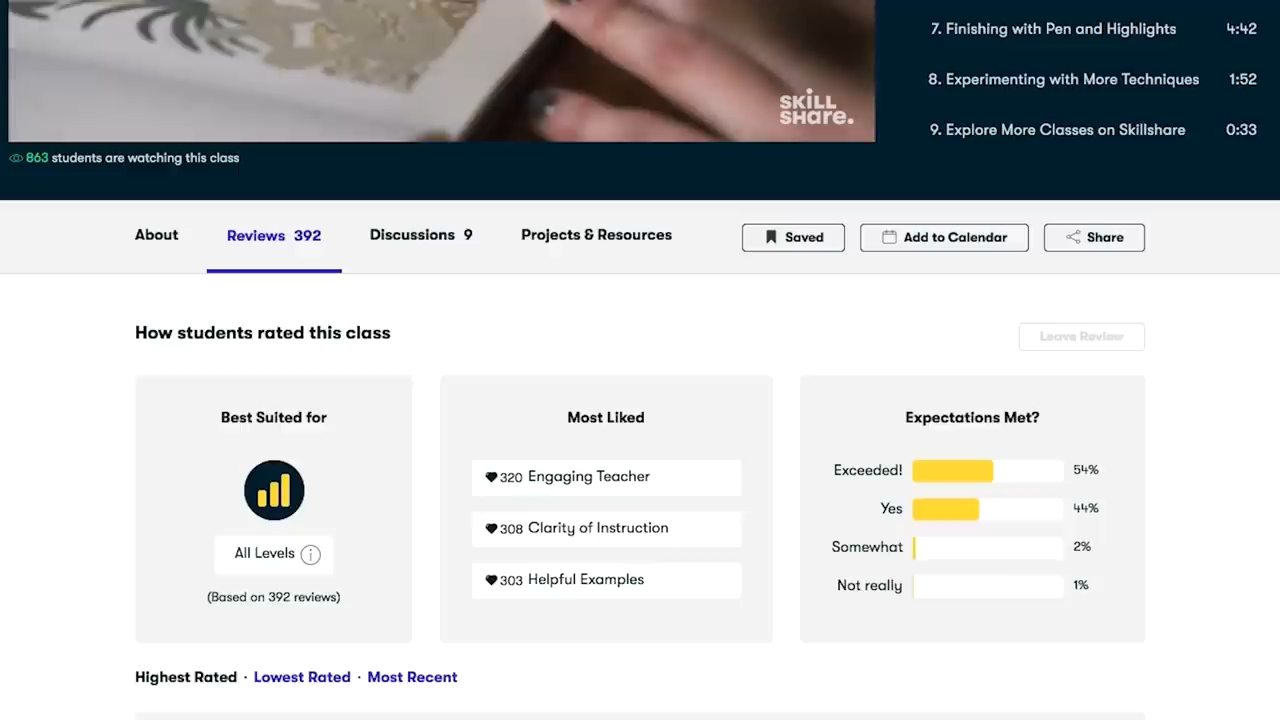 7. Finishing with Pen and Highlights 4:42
8. Experimenting with More Techniques 1:52
9. Explore More Classes on Skillshare 0:33
SKILL
SHare.
863 students are watching this class
About Reviews 392 Discussions 9 Projects & Resources Saved Add to Calendar Share
How students rated this class
Leave Review
Best Suited for
All Levels
(Based on 392 reviews)
Most Liked
320 Engaging Teacher
308 Clarity of Instruction
303 Helpful Examples
Expectations Met?
Exceeded! 54%
Yes 44%
Somewhat 2%
Not really 1%
Highest Rated · Lowest Rated · Most Recent